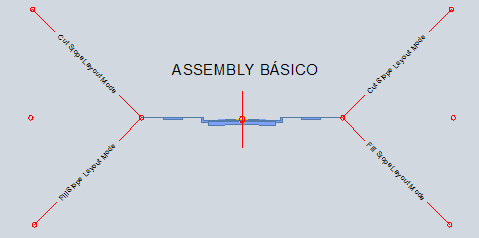 Cut Slope Layout Mode
Cut Slope Layout Mode
ASSEMBLY BÁSICO
Fill Slope Layout Mode
Fill Slope Layout Mode